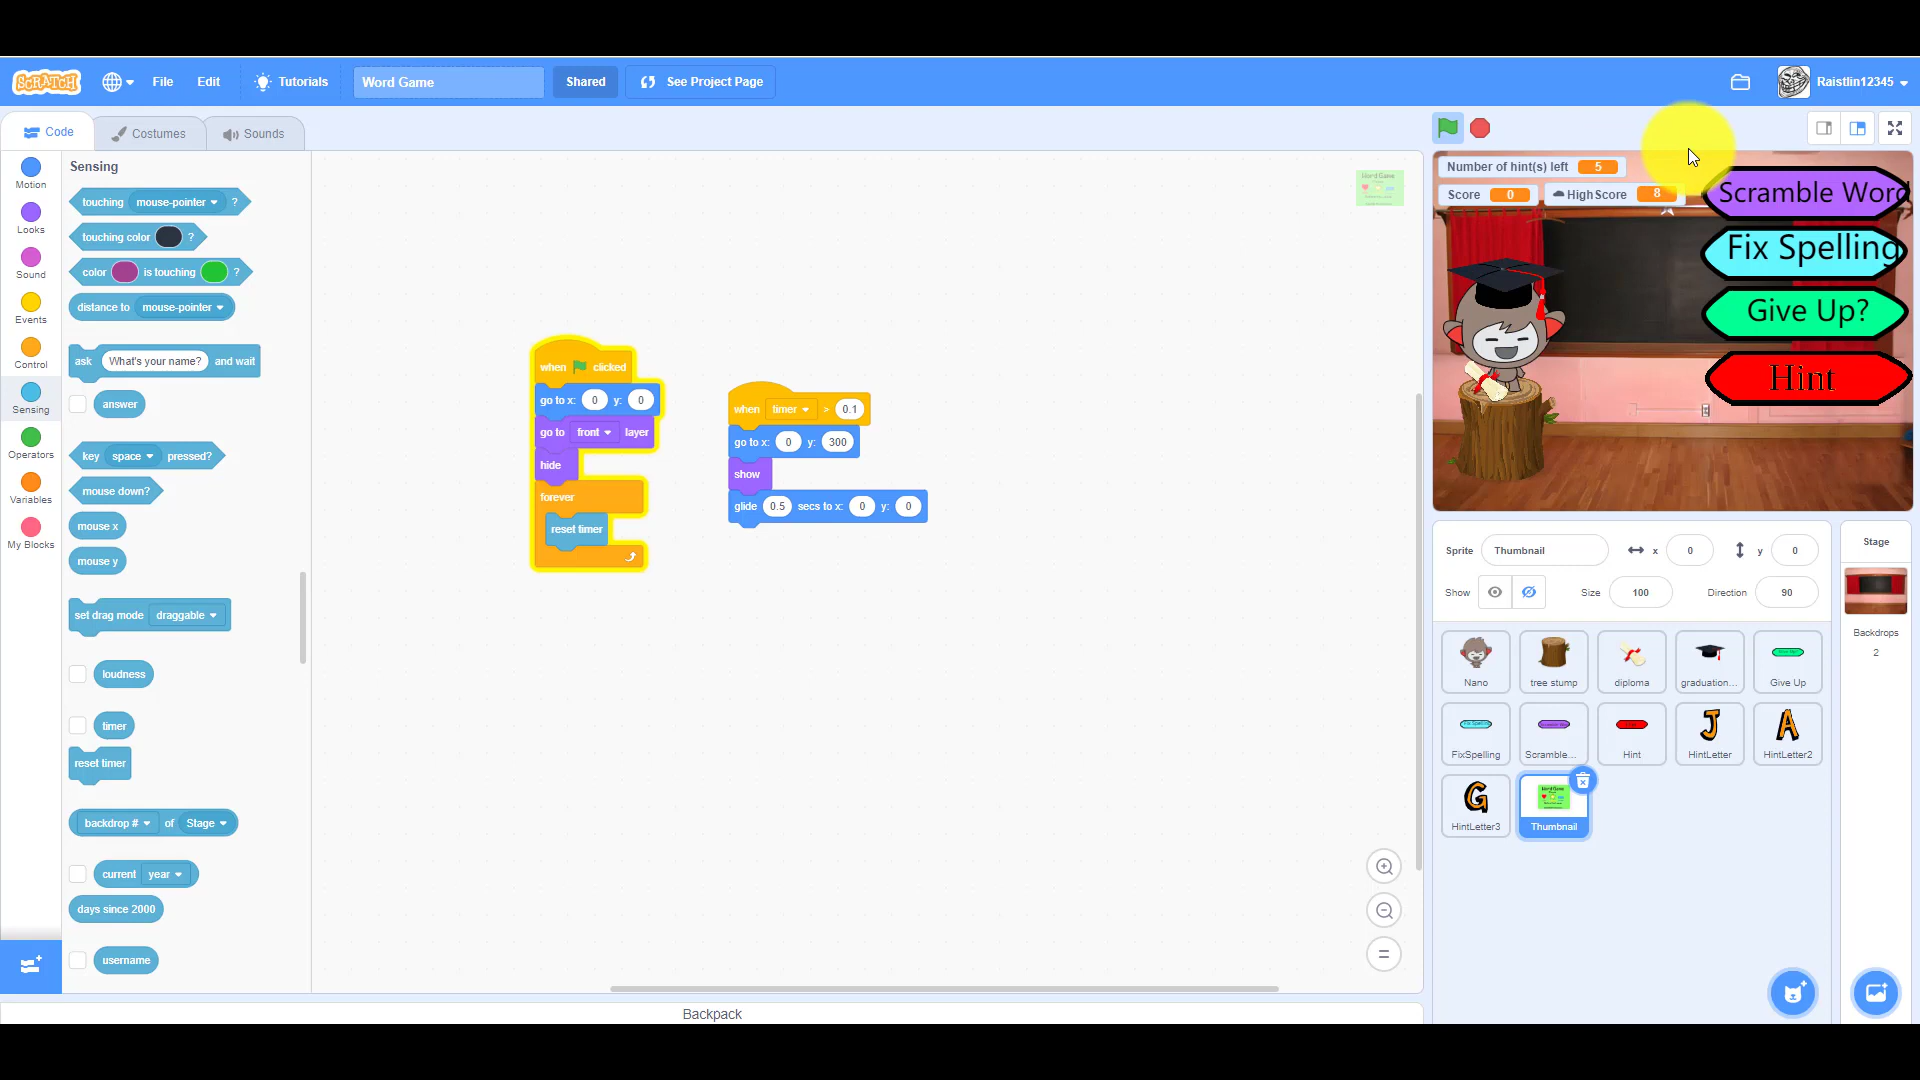 SCRATCH
File
Edit
Tutorials
Word Game
Shared
See Project Page
Raistlin12345
Code
Costumes
Sounds
Motion
Looks
Sound
Events
Control
Sensing
Operators
Variables
My Blocks
Sensing
touching mouse-pointer ?
touching color ?
color is touching ?
distance to mouse-pointer
ask What's your name? and wait
answer
key space pressed?
mouse down?
mouse x
mouse y
set drag mode draggable
loudness
timer
reset timer
backdrop # of Stage
current year
days since 2000
username
when clicked
go to x: 0 y: 0
go to front layer
hide
forever
reset timer
when timer > 0.1
go to x: 0 y: 300
show
glide 0.5 secs to x: 0 y: 0
Word Game
Backpack
Number of hint(s) left 5
Score 0
HighScore 8
Scramble Word
Fix Spelling
Give Up?
Hint
Sprite Thumbnail x 0 y 0
Show Size 100 Direction 90
Nano
tree stump
diploma
graduation...
Give Up?
Give Up
FixSpelling
Scramble...
Hint
J
HintLetter
A
HintLetter2
G
HintLetter3
Word Game
Thumbnail
Stage
Backdrops
2